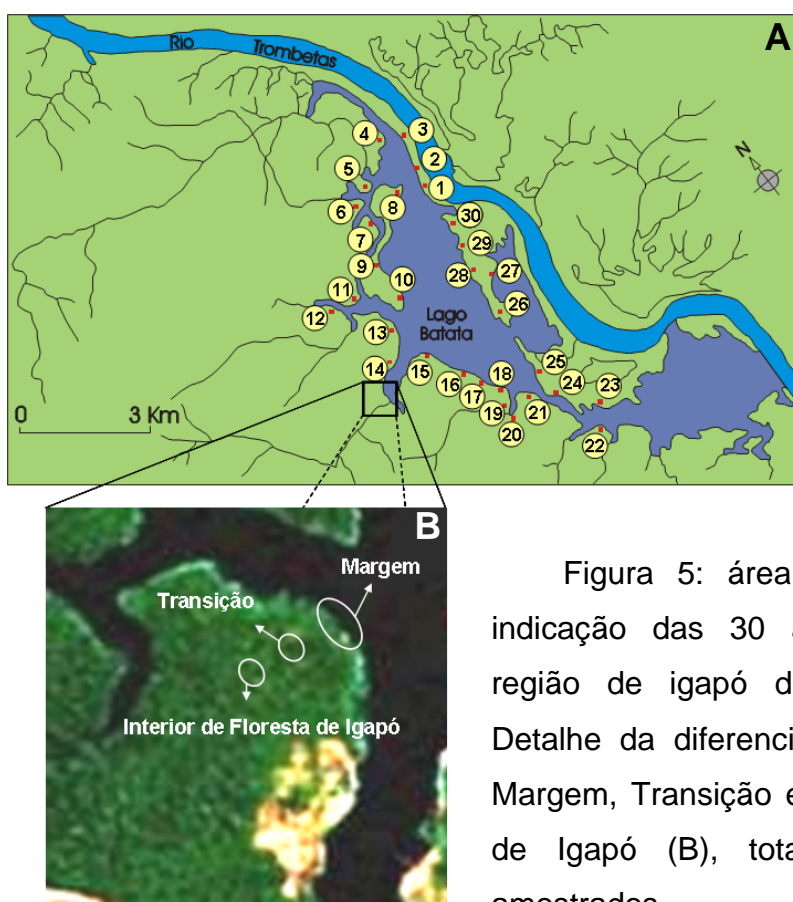 A
Rio Trombetas
N
4
3
2
5
1
8
6
30
7
29
9
28
27
11
10
26
12
Lago
Batata
13
14
15
25
18
16
24
23
17
19
21
20
22
0 3 Km
B
Margem
Transição
Interior de Floresta de Igapó
Figura 5: área
indicação das 30
região de igapó d
Detalhe da diferenci
Margem, Transição e
de Igapó (B), tota